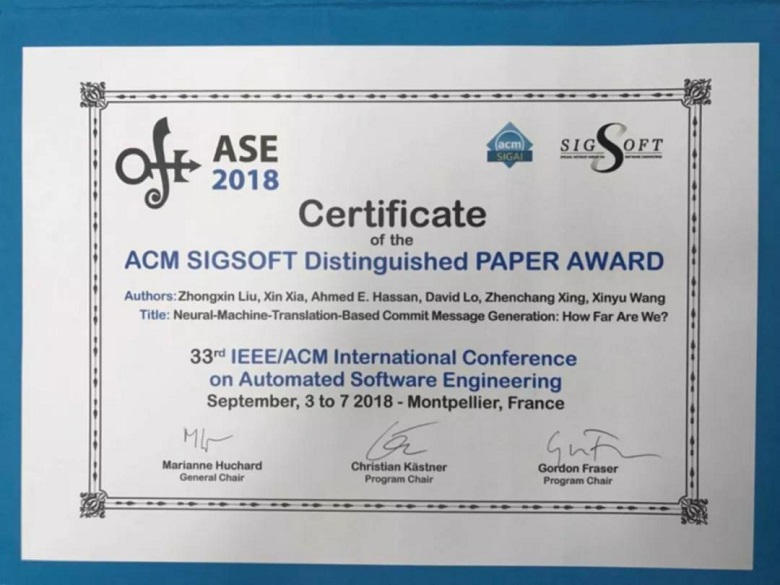 ASE
2018
acm
SIGAI
SIGSOFT
Certificate
of the
ACM SIGSOFT Distinguished PAPER AWARD
Authors: Zhongxin Liu, Xin Xia, Ahmed E. Hassan, David Lo, Zhenchang Xing, Xinyu Wang
Title: Neural-Machine-Translation-Based Commit Message Generation: How Far Are We?
33rd IEEE/ACM International Conference
on Automated Software Engineering
September, 3 to 7 2018 - Montpellier, France
Marianne Huchard
General Chair
Christian Kästner
Program Chair
Gordon Fraser
Program Chair